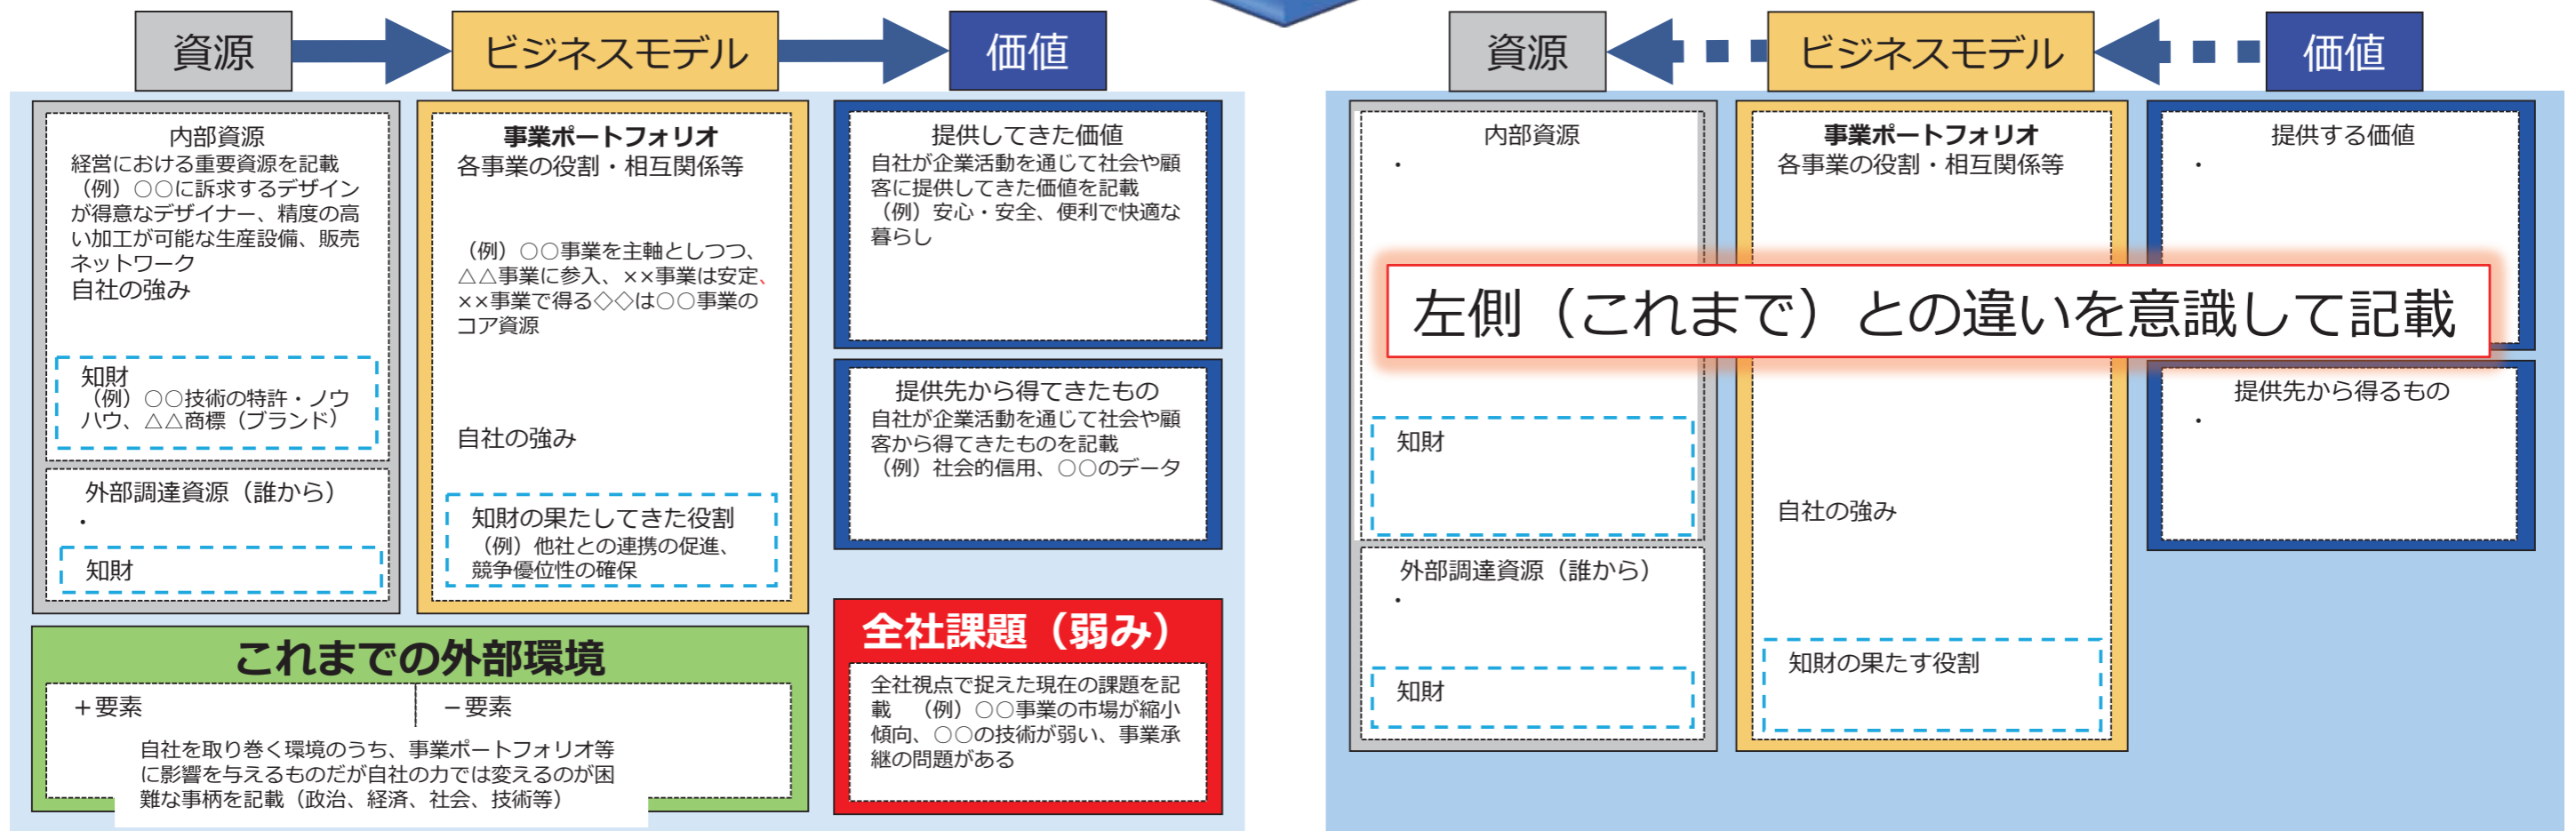 資源
ビジネスモデル
価値
内部資源
経営における重要資源を記載
（例）○○に訴求するデザイン
が得意なデザイナー、精度の高
い加工が可能な生産設備、販売
ネットワーク
自社の強み
知財
（例）○○技術の特許・ノウ
ハウ、△△商標（ブランド）
外部調達資源（誰から）
・
知財
事業ポートフォリオ
各事業の役割・相互関係等
（例）○○事業を主軸としつつ、
△△事業に参入、××事業は安定、
××事業で得る◇◇は○○事業の
コア資源
自社の強み
知財の果たしてきた役割
（例）他社との連携の促進、
競争優位性の確保
提供してきた価値
自社が企業活動を通じて社会や顧
客に提供してきた価値を記載
（例）安心・安全、便利で快適な
暮らし
提供先から得てきたもの
自社が企業活動を通じて社会や顧
客から得てきたものを記載
（例）社会的信用、○○のデータ
これまでの外部環境
＋要素
－要素
自社を取り巻く環境のうち、事業ポートフォリオ等
に影響を与えるものだが自社の力では変えるのが困
難な事柄を記載（政治、経済、社会、技術等）
全社課題（弱み）
全社視点で捉えた現在の課題を記
載　（例）○○事業の市場が縮小
傾向、○○の技術が弱い、事業承
継の問題がある
資源
ビジネスモデル
価値
内部資源
・
知財
外部調達資源（誰から）
・
知財
事業ポートフォリオ
各事業の役割・相互関係等
自社の強み
知財の果たす役割
提供する価値
・
左側（これまで）との違いを意識して記載
提供先から得るもの
・